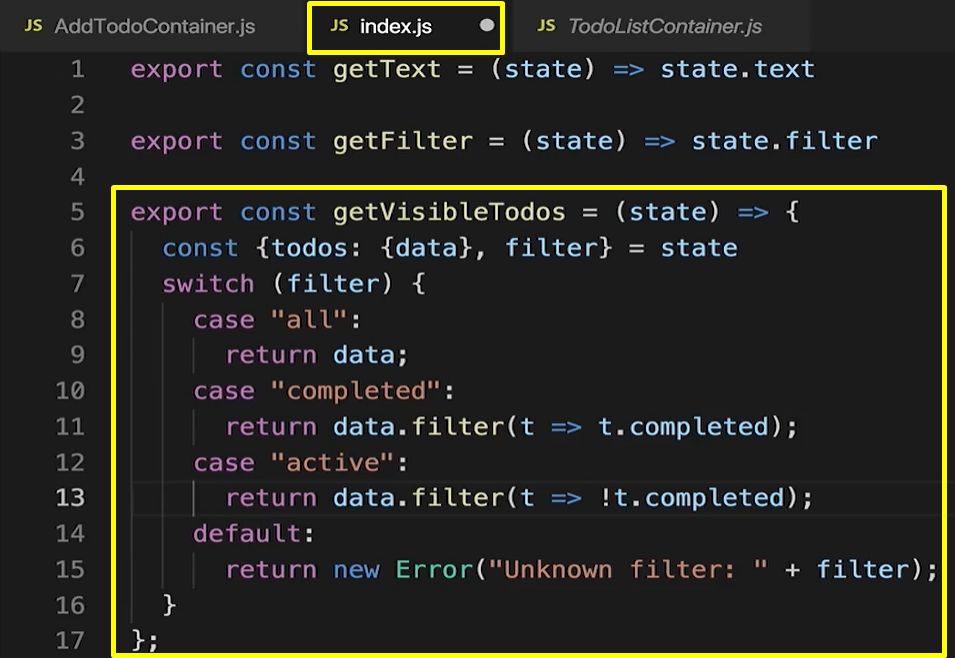 JS AddTodoContainer.js JS index.js JS TodoListContainer.js
1 export const getText = (state) => state.text
2
3 export const getFilter = (state) => state.filter
4
5 export const getVisibleTodos = (state) => {
6 const {todos: {data}, filter} = state
7 switch (filter) {
8 case "all":
9 return data;
10 case "completed":
11 return data.filter(t => t.completed);
12 case "active":
13 return data.filter(t => !t.completed);
14 default:
15 return new Error("Unknown filter: " + filter);
16 }
17 };